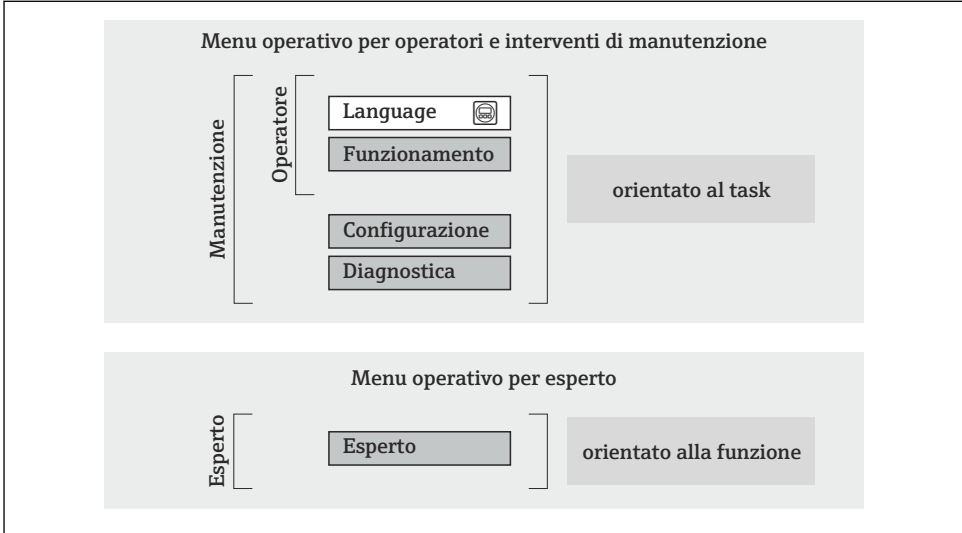 Menu operativo per operatori e interventi di manutenzione
Manutenzione
Operatore
Language
Funzionamento
Configurazione
Diagnostica
orientato al task
Menu operativo per esperto
Esperto
Esperto
orientato alla funzione